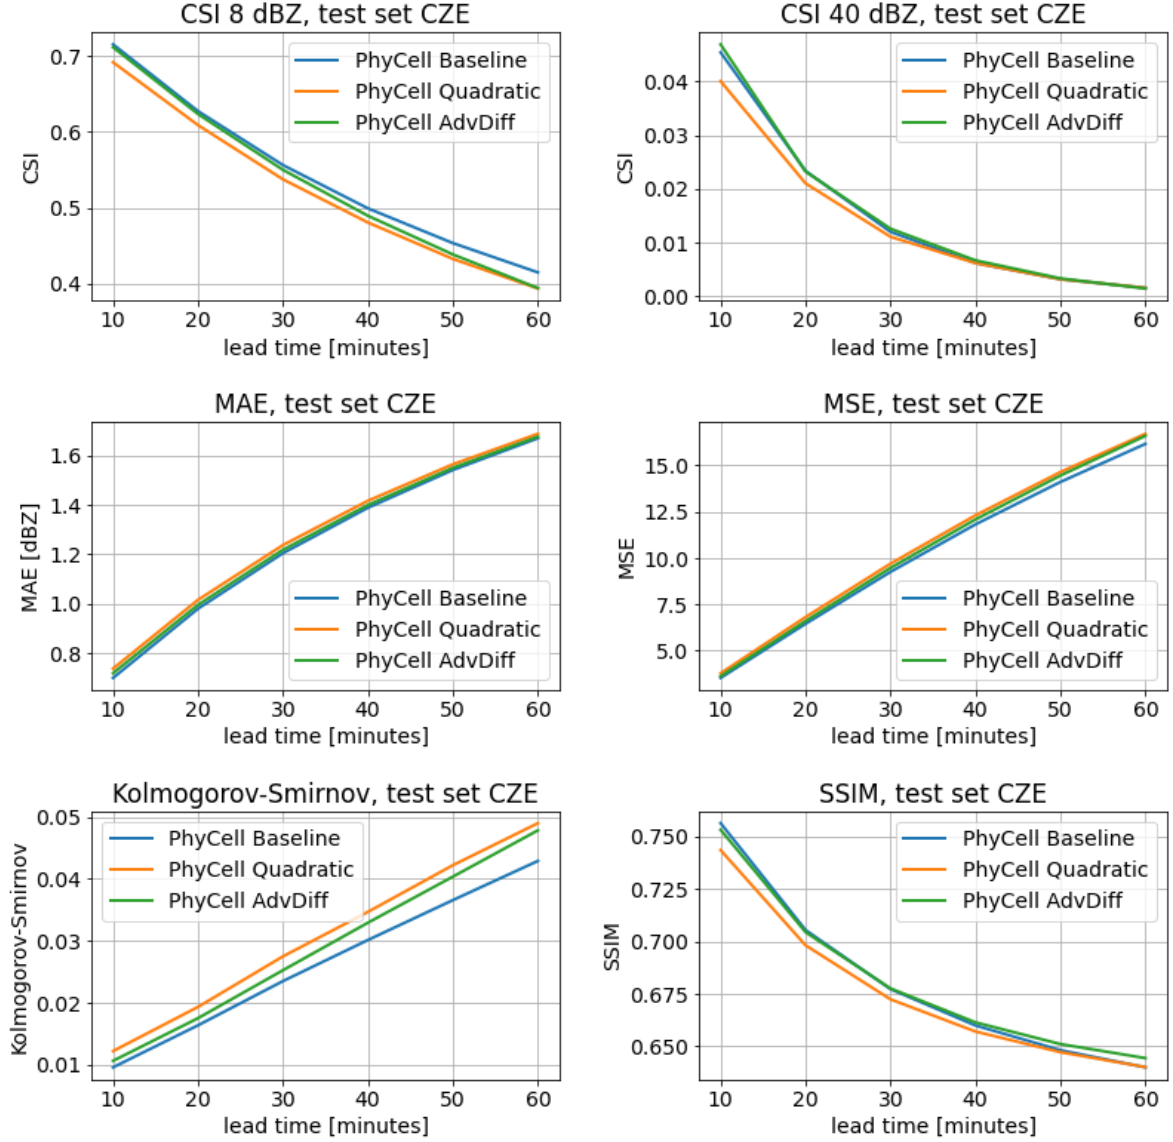 CSI 8 dBZ, test set CZE
CSI
0.7
0.6
0.5
0.4
PhyCell Baseline
PhyCell Quadratic
PhyCell AdvDiff
10 20 30 40 50 60
lead time [minutes]
CSI 40 dBZ, test set CZE
CSI
0.04
0.03
0.02
0.01
0.00
PhyCell Baseline
PhyCell Quadratic
PhyCell AdvDiff
10 20 30 40 50 60
lead time [minutes]
MAE, test set CZE
MAE [dBZ]
1.6
1.4
1.2
1.0
0.8
PhyCell Baseline
PhyCell Quadratic
PhyCell AdvDiff
10 20 30 40 50 60
lead time [minutes]
MSE, test set CZE
MSE
15.0
12.5
10.0
7.5
5.0
PhyCell Baseline
PhyCell Quadratic
PhyCell AdvDiff
10 20 30 40 50 60
lead time [minutes]
Kolmogorov-Smirnov, test set CZE
Kolmogorov-Smirnov
0.05
0.04
0.03
0.02
0.01
PhyCell Baseline
PhyCell Quadratic
PhyCell AdvDiff
10 20 30 40 50 60
lead time [minutes]
SSIM, test set CZE
SSIM
0.750
0.725
0.700
0.675
0.650
PhyCell Baseline
PhyCell Quadratic
PhyCell AdvDiff
10 20 30 40 50 60
lead time [minutes]